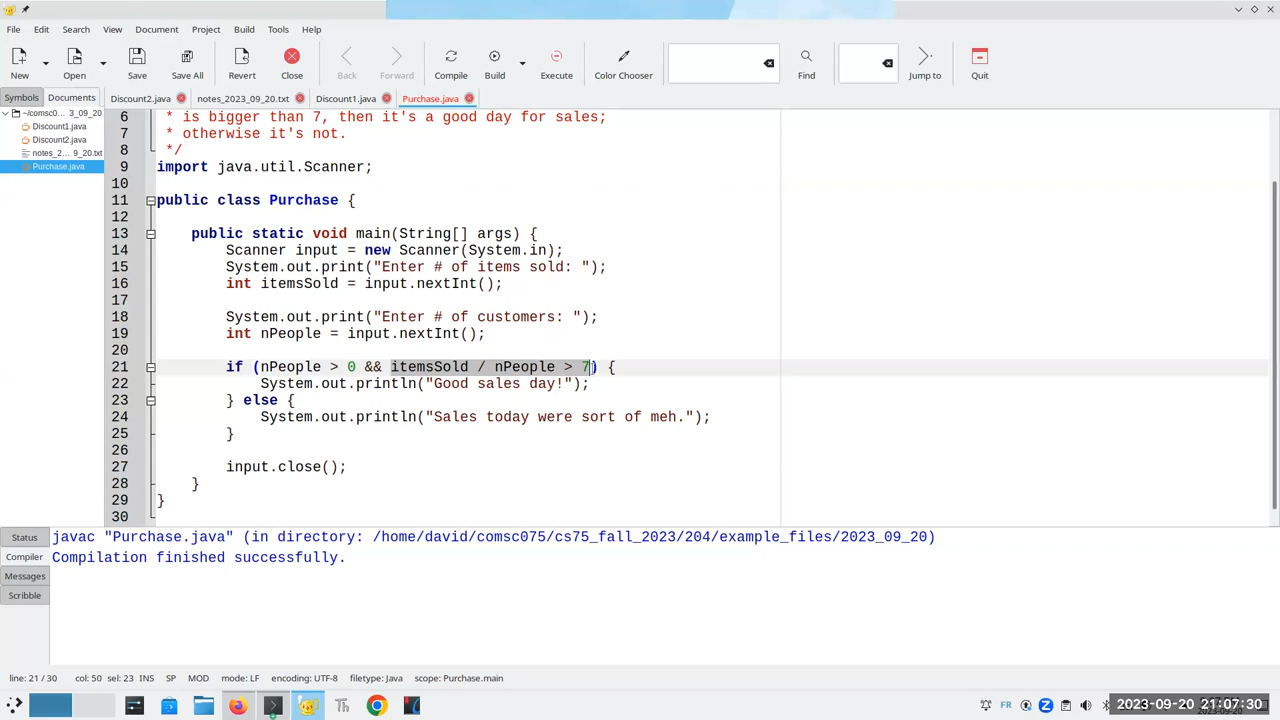 File Edit Search View Document Project Build Tools Help
New Open Save Save All Revert Close Back Forward Compile Build Execute Color Chooser Find Jump to Quit
Symbols Documents Discount2.java notes_2023_09_20.txt Discount1.java Purchase.java
~/comsc0... 3_09_20
Discount1.java
Discount2.java
notes_2... 9_20.txt
Purchase.java
6 * is bigger than 7, then it's a good day for sales;
7 * otherwise it's not.
8 */
9 import java.util.Scanner;
10
11 public class Purchase {
12
13 public static void main(String[] args) {
14 Scanner input = new Scanner(System.in);
15 System.out.print("Enter # of items sold: ");
16 int itemsSold = input.nextInt();
17
18 System.out.print("Enter # of customers: ");
19 int nPeople = input.nextInt();
20
21 if (nPeople > 0 && itemsSold / nPeople > 7) {
22 System.out.println("Good sales day!");
23 } else {
24 System.out.println("Sales today were sort of meh.");
25 }
26
27 input.close();
28 }
29 }
30
Status
Compiler
Messages
Scribble
javac "Purchase.java" (in directory: /home/david/comsc075/cs75_fall_2023/204/example_files/2023_09_20)
Compilation finished successfully.
line: 21 / 30 col: 50 sel: 23 INS SP MOD mode: LF encoding: UTF-8 filetype: Java scope: Purchase.main
FR 2023-09-20 21:07:30